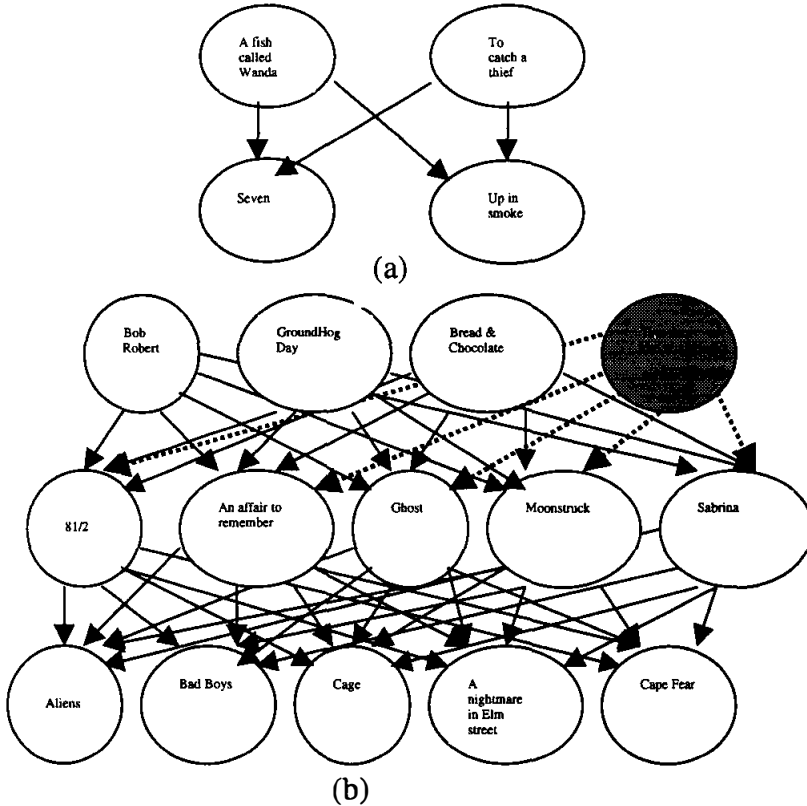 A fish
called
Wanda
To
catch a
thief
Seven
Up in
smoke
(a)
Bob
Robert
GroundHog
Day
Bread &
Chocolate
81/2
An affair to
remember
Ghost
Moonstruck
Sabrina
Aliens
Bad Boys
Cage
A
nightmare
in Elm
street
Cape Fear
(b)